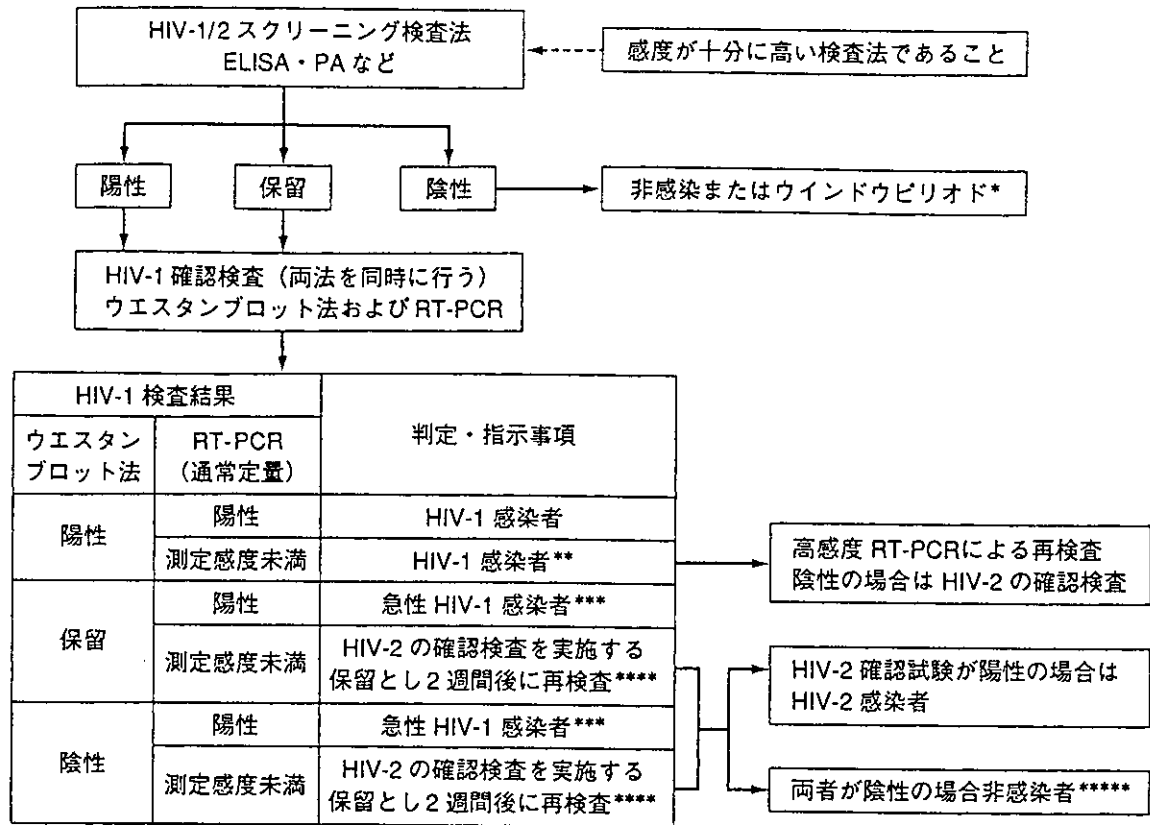 HIV-1/2 スクリーニング検査法
ELISA・PA など
感度が十分に高い検査法であること
陽性
保留
陰性
非感染またはウインドウピリオド*
HIV-1 確認検査（両法を同時に行う）
ウエスタンブロット法および RT-PCR
HIV-1 検査結果
ウエスタン
ブロット法
RT-PCR
（通常定量）
判定・指示事項
陽性
陽性
HIV-1 感染者
測定感度未満
HIV-1 感染者**
高感度 RT-PCRによる再検査
陰性の場合は HIV-2 の確認検査
保留
陽性
急性 HIV-1 感染者***
測定感度未満
HIV-2 の確認検査を実施する
保留とし 2 週間後に再検査****
HIV-2 確認試験が陽性の場合は
HIV-2 感染者
陰性
陽性
急性 HIV-1 感染者***
測定感度未満
HIV-2 の確認検査を実施する
保留とし 2 週間後に再検査****
両者が陰性の場合非感染者*****